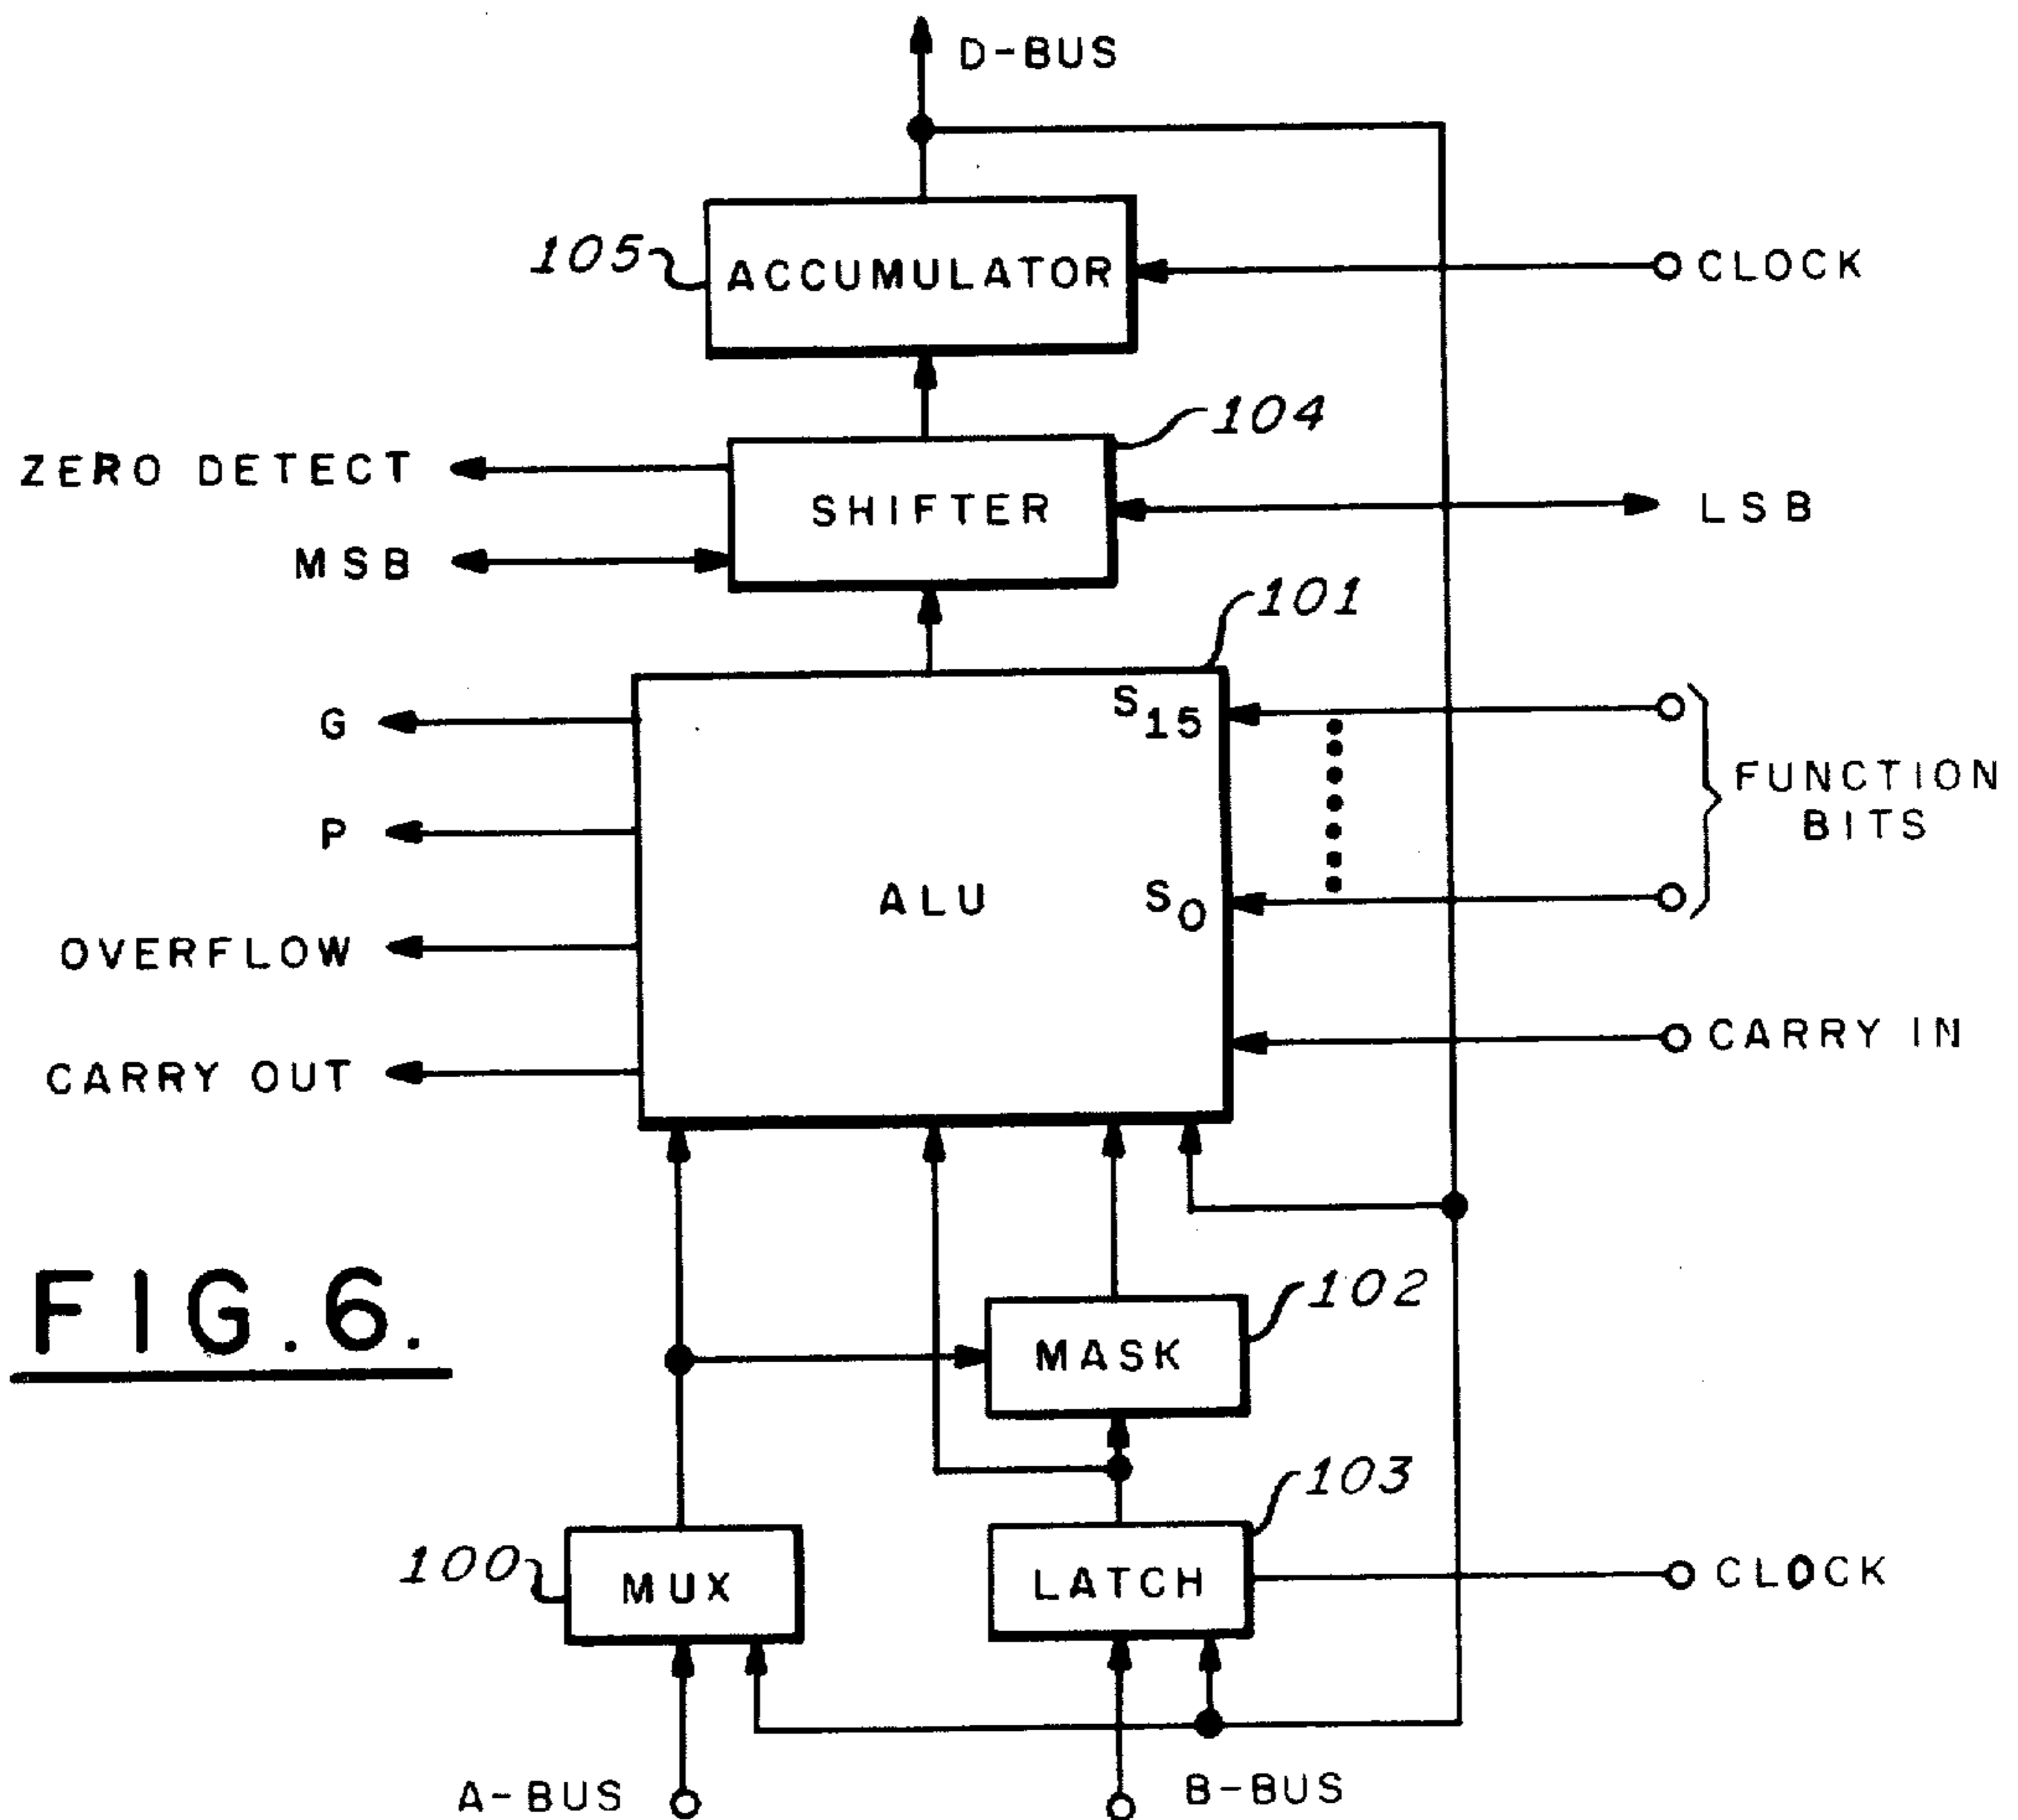 D-BUS
105
ACCUMULATOR
CLOCK
104
ZERO DETECT
SHIFTER
LSB
MSB
101
S15
G
FUNCTION
BITS
P
ALU
S0
OVERFLOW
CARRY IN
CARRY OUT
102
FIG.6.
MASK
103
100
MUX
LATCH
CLOCK
A-BUS
B-BUS